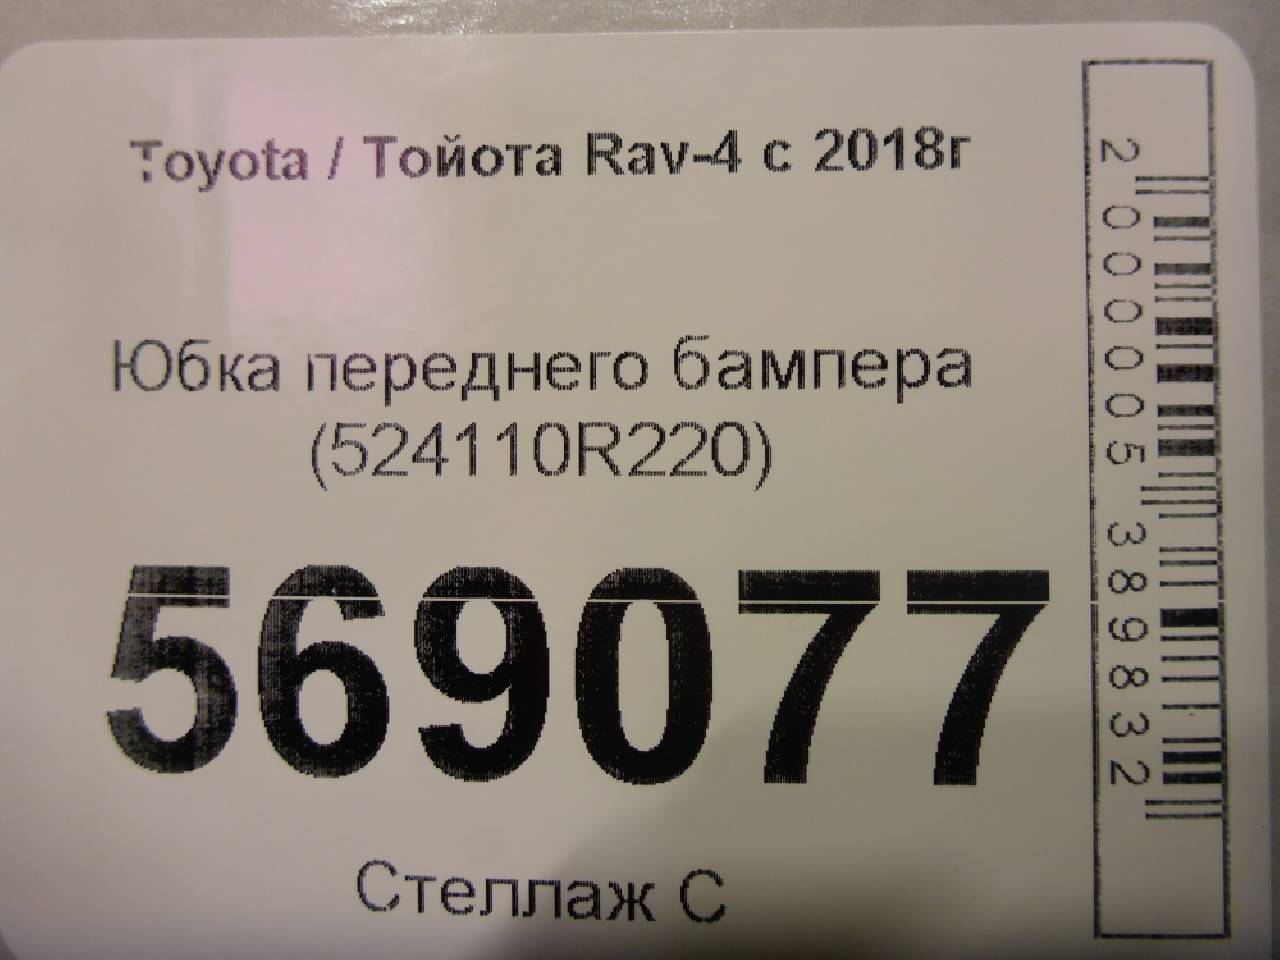 Toyota / Тойота Rav-4 с 2018г
Юбка переднего бампера
(524110R220)
569077
Стеллаж С
2000005389832